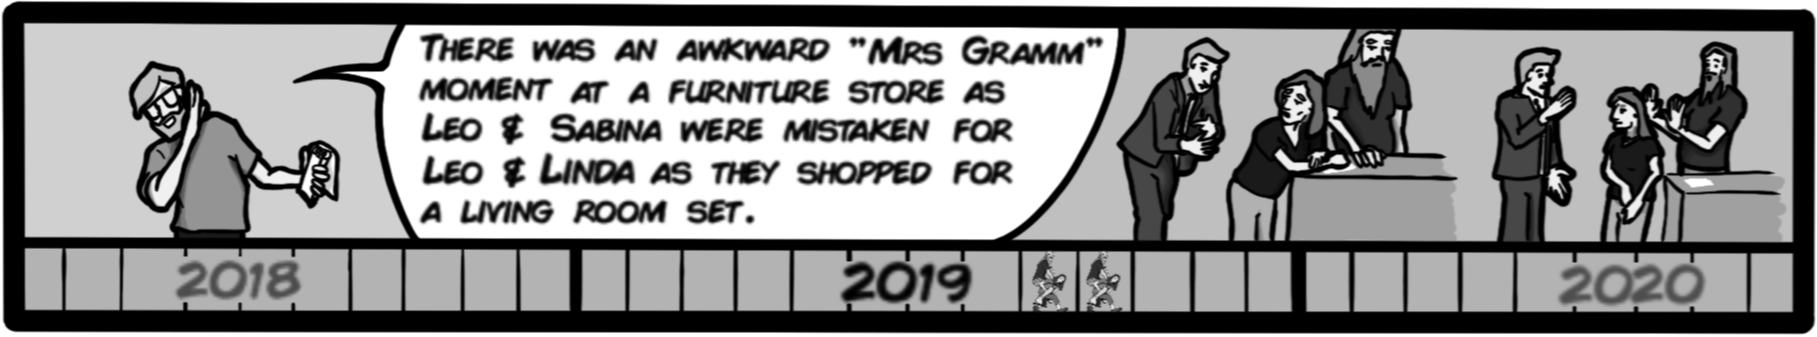 THERE WAS AN AWKWARD "MRS GRAMM"
MOMENT AT A FURNITURE STORE AS
LEO & SABINA WERE MISTAKEN FOR
LEO & LINDA AS THEY SHOPPED FOR
A LIVING ROOM SET.
2018 2019 2020